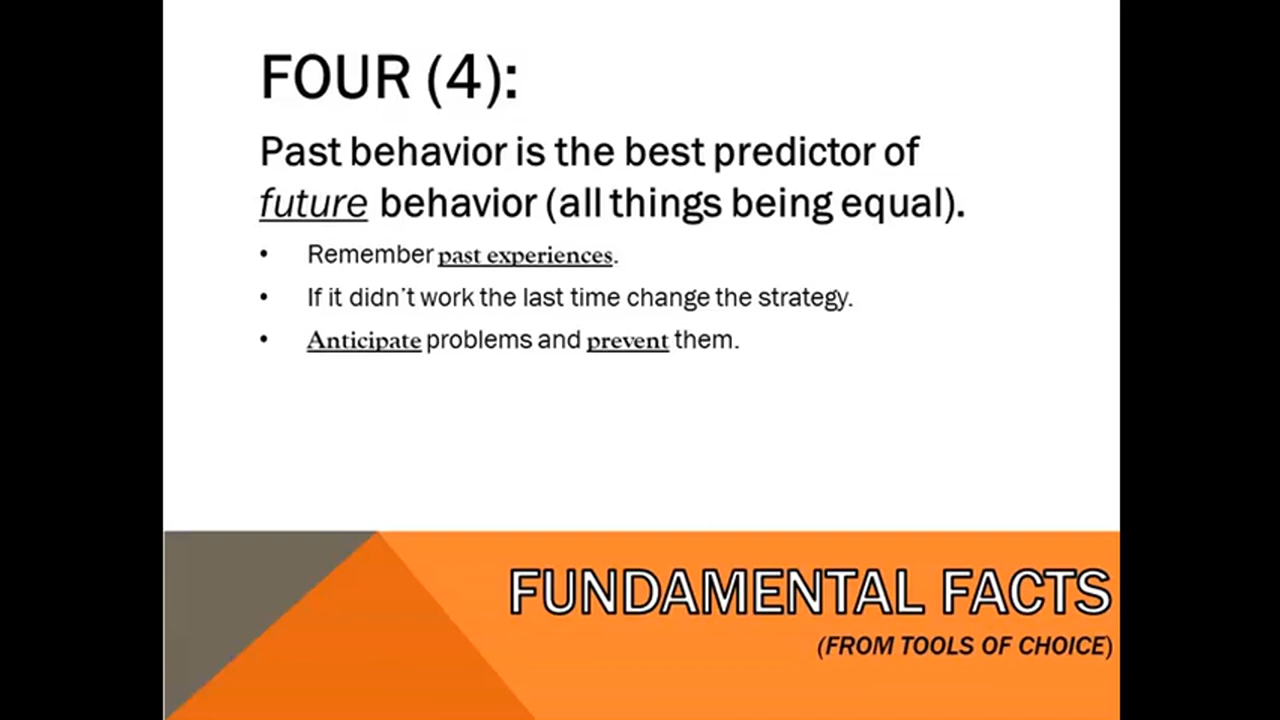 FOUR (4):
Past behavior is the best predictor of
future behavior (all things being equal).
• Remember past experiences.
• If it didn't work the last time change the strategy.
• Anticipate problems and prevent them.
FUNDAMENTAL FACTS
(FROM TOOLS OF CHOICE)